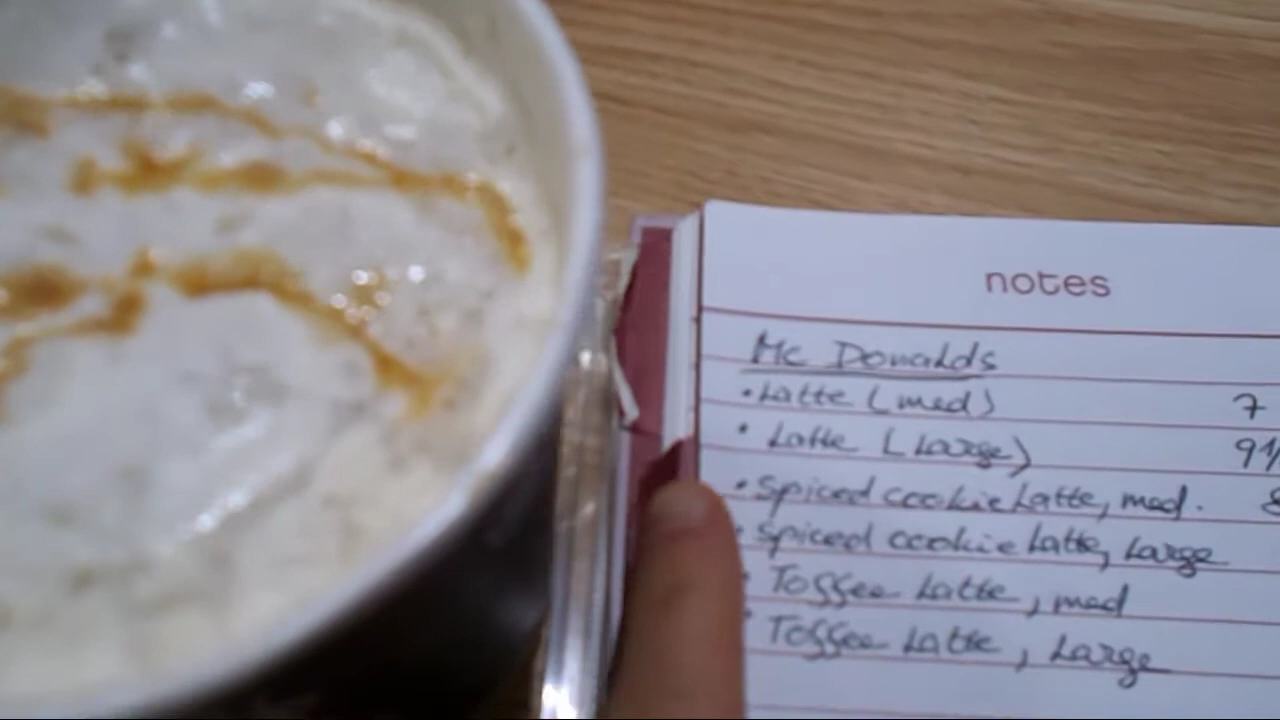 notes
Mc Donalds
• Latte (med) 7
• Latte (Large) 91/
• Spiced cookie Latte, med.
• Spiced cookie Latte, Large
• Toffee Latte, med
• Toffee Latte, Large